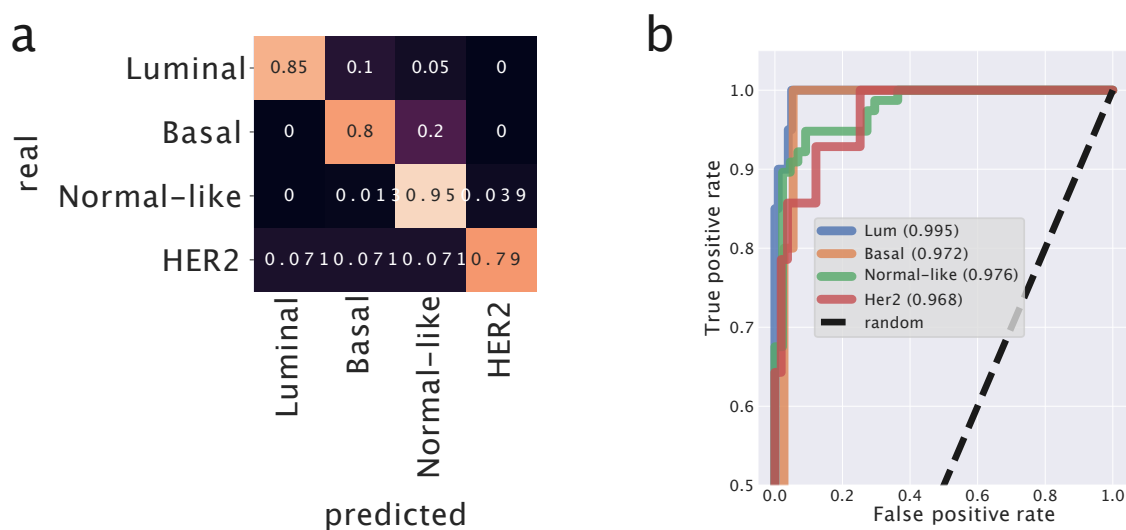 a
real
Luminal 0.85 0.1 0.05 0
Basal 0 0.8 0.2 0
Normal-like 0 0.013 0.95 0.039
HER2 0.071 0.071 0.071 0.79
Luminal
Basal
Normal-like
HER2
predicted
b
True positive rate
1.0
0.9
0.8
0.7
0.6
0.5
Lum (0.995)
Basal (0.972)
Normal-like (0.976)
Her2 (0.968)
random
0.0 0.2 0.4 0.6 0.8 1.0
False positive rate